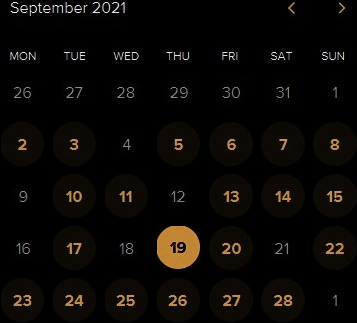 September 2021
MON TUE WED THU FRI SAT SUN
26 27 28 29 30 31 1
2 3 4 5 6 7 8
9 10 11 12 13 14 15
16 17 18 19 20 21 22
23 24 25 26 27 28 1